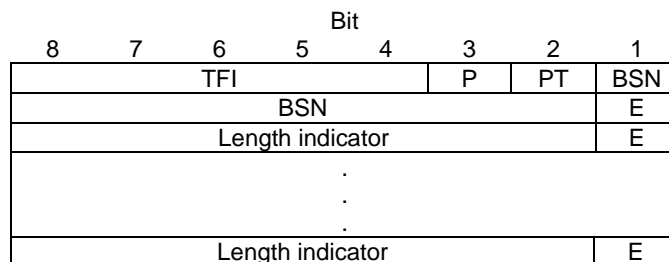 Bit
8 7 6 5 4 3 2 1
TFI P PT BSN
BSN E
Length indicator E
.
.
.
Length indicator E